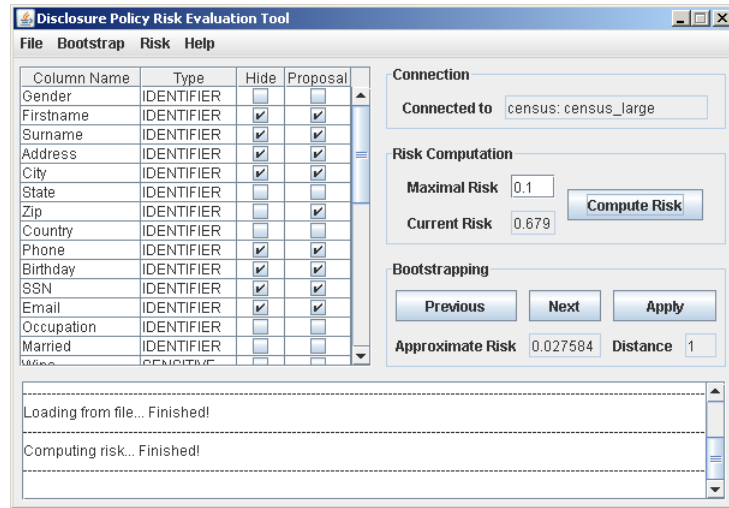 Disclosure Policy Risk Evaluation Tool
File Bootstrap Risk Help
Column Name Type Hide Proposal
Gender IDENTIFIER
Firstname IDENTIFIER
Surname IDENTIFIER
Address IDENTIFIER
City IDENTIFIER
State IDENTIFIER
Zip IDENTIFIER
Country IDENTIFIER
Phone IDENTIFIER
Birthday IDENTIFIER
SSN IDENTIFIER
Email IDENTIFIER
Occupation IDENTIFIER
Married IDENTIFIER
Wine SENSITIVE
Connection
Connected to census: census_large
Risk Computation
Maximal Risk 0.1
Compute Risk
Current Risk 0.679
Bootstrapping
Previous Next Apply
Approximate Risk 0.027584 Distance 1
Loading from file... Finished!
Computing risk... Finished!